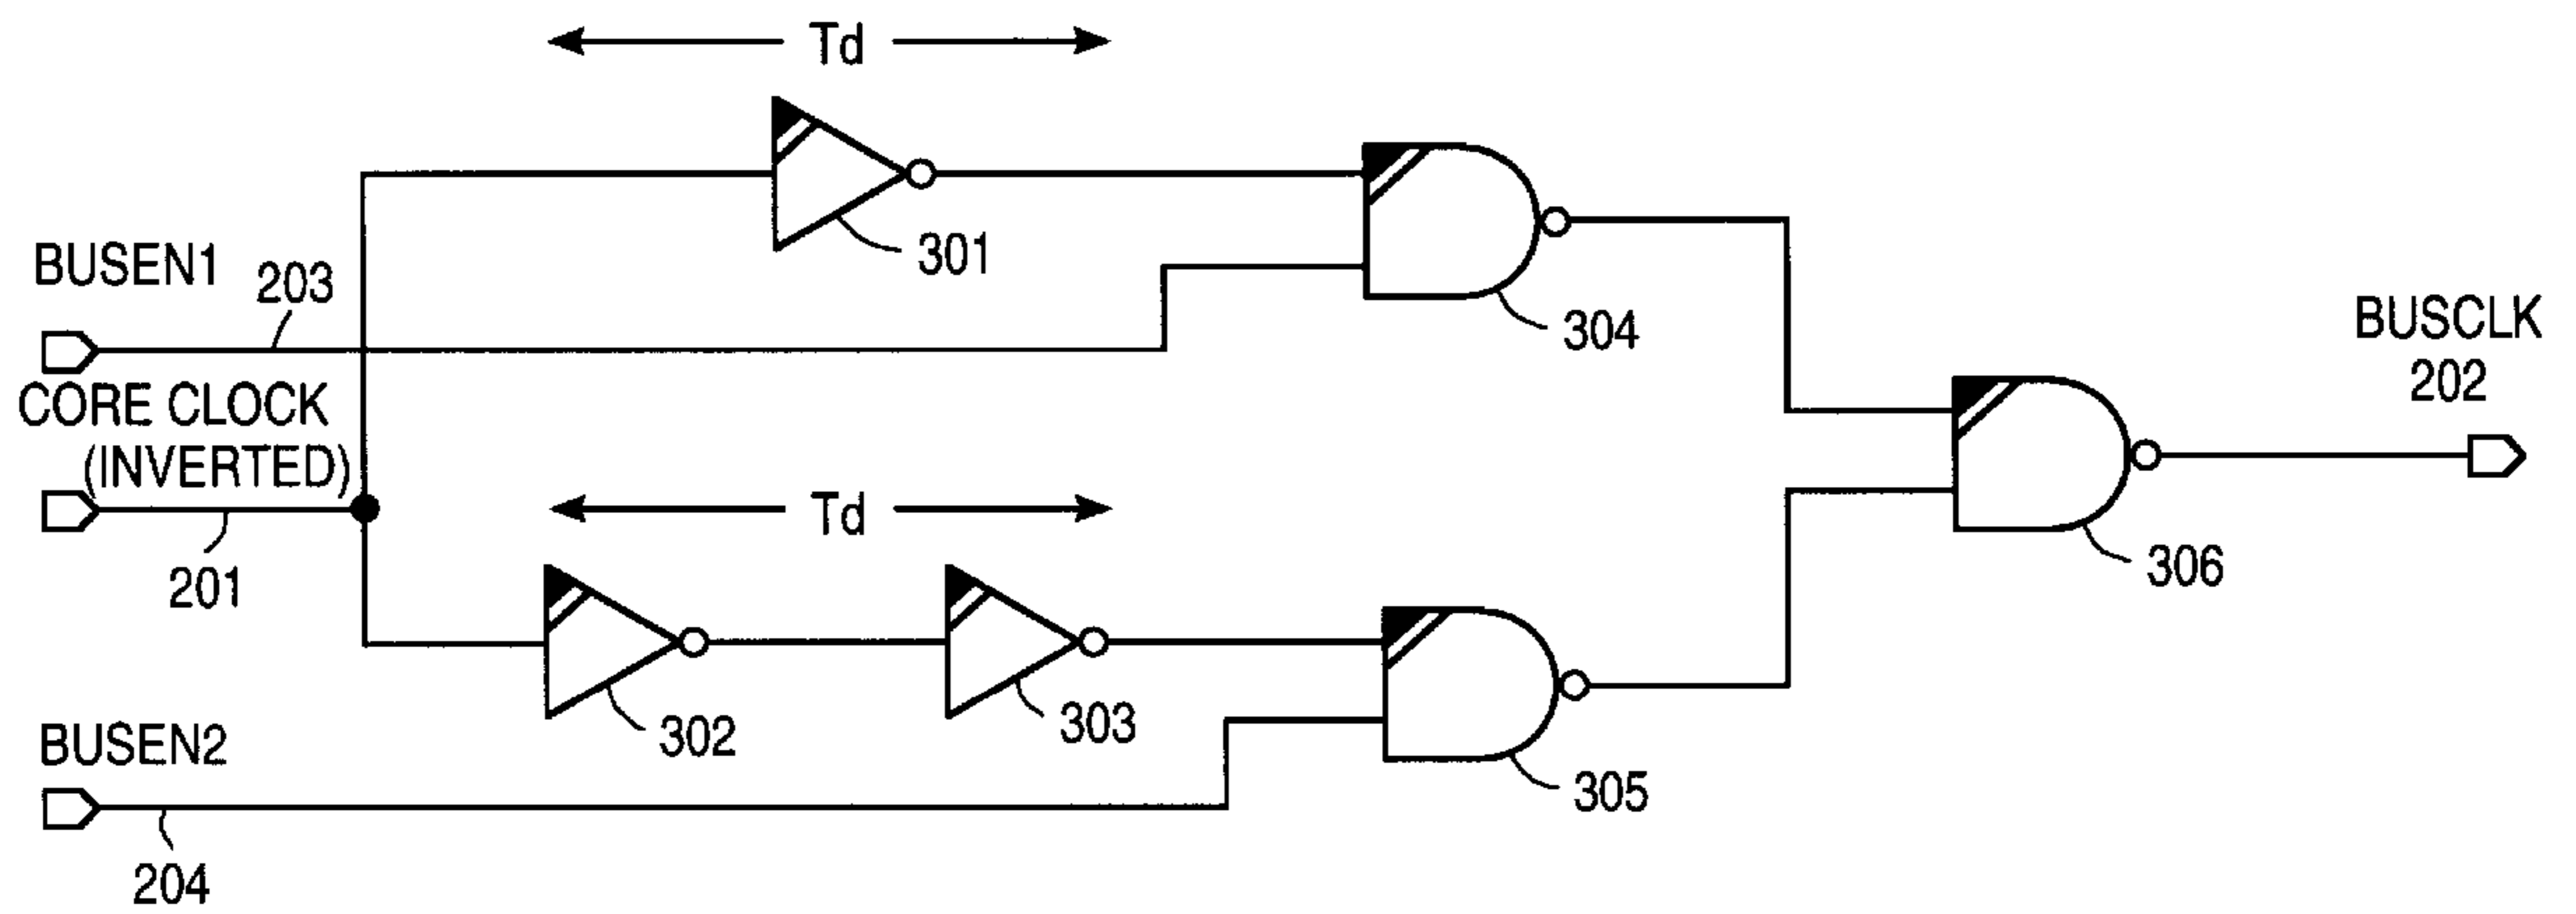 Td
301
BUSEN1
203
304
BUSCLK
202
CORE CLOCK
(INVERTED)
201
Td
306
302
303
BUSEN2
305
204